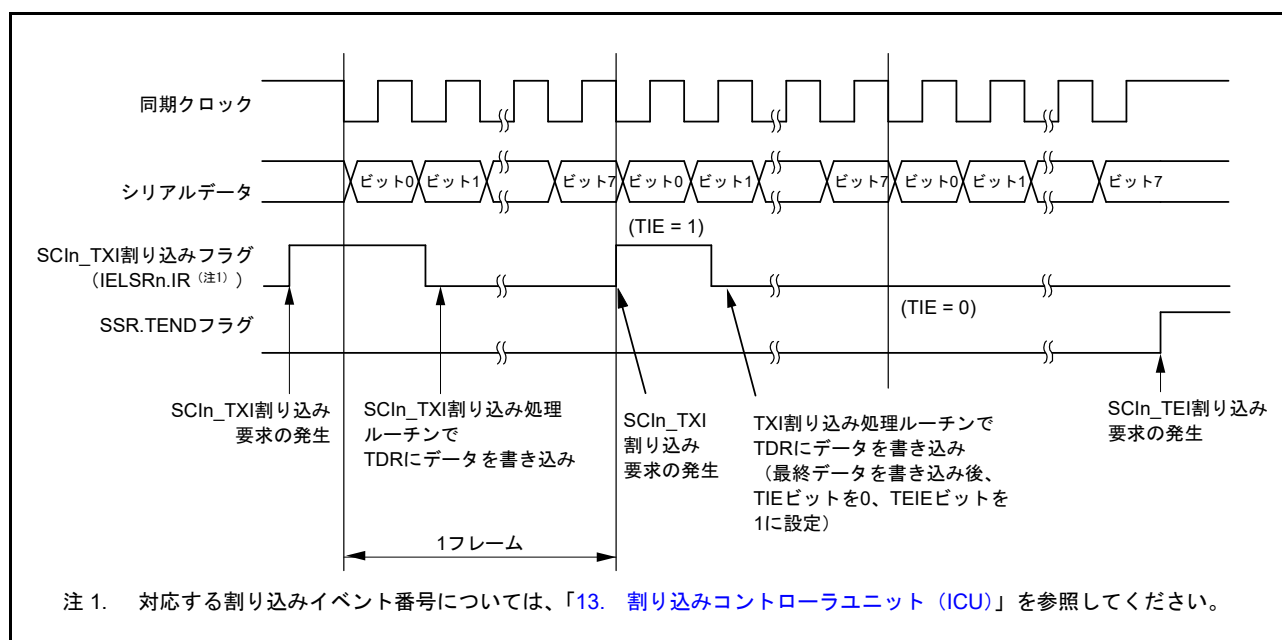 同期クロック
シリアルデータ
ビット0
ビット1
ビット7
ビット0
ビット1
ビット7
ビット0
ビット1
ビット7
(TIE = 1)
SCIn_TXI割り込みフラグ
（IELSRn.IR（注1））
(TIE = 0)
SSR.TENDフラグ
SCIn_TXI割り込み
要求の発生
SCIn_TXI割り込み処理
ルーチンで
TDRにデータを書き込み
SCIn_TXI
割り込み
要求の発生
TXI割り込み処理ルーチンで
TDRにデータを書き込み
（最終データを書き込み後、
TIEビットを0、TEIEビットを
1に設定）
SCIn_TEI割り込み
要求の発生
1フレーム
注 1. 対応する割り込みイベント番号については、「13. 割り込みコントローラユニット（ICU）」を参照してください。